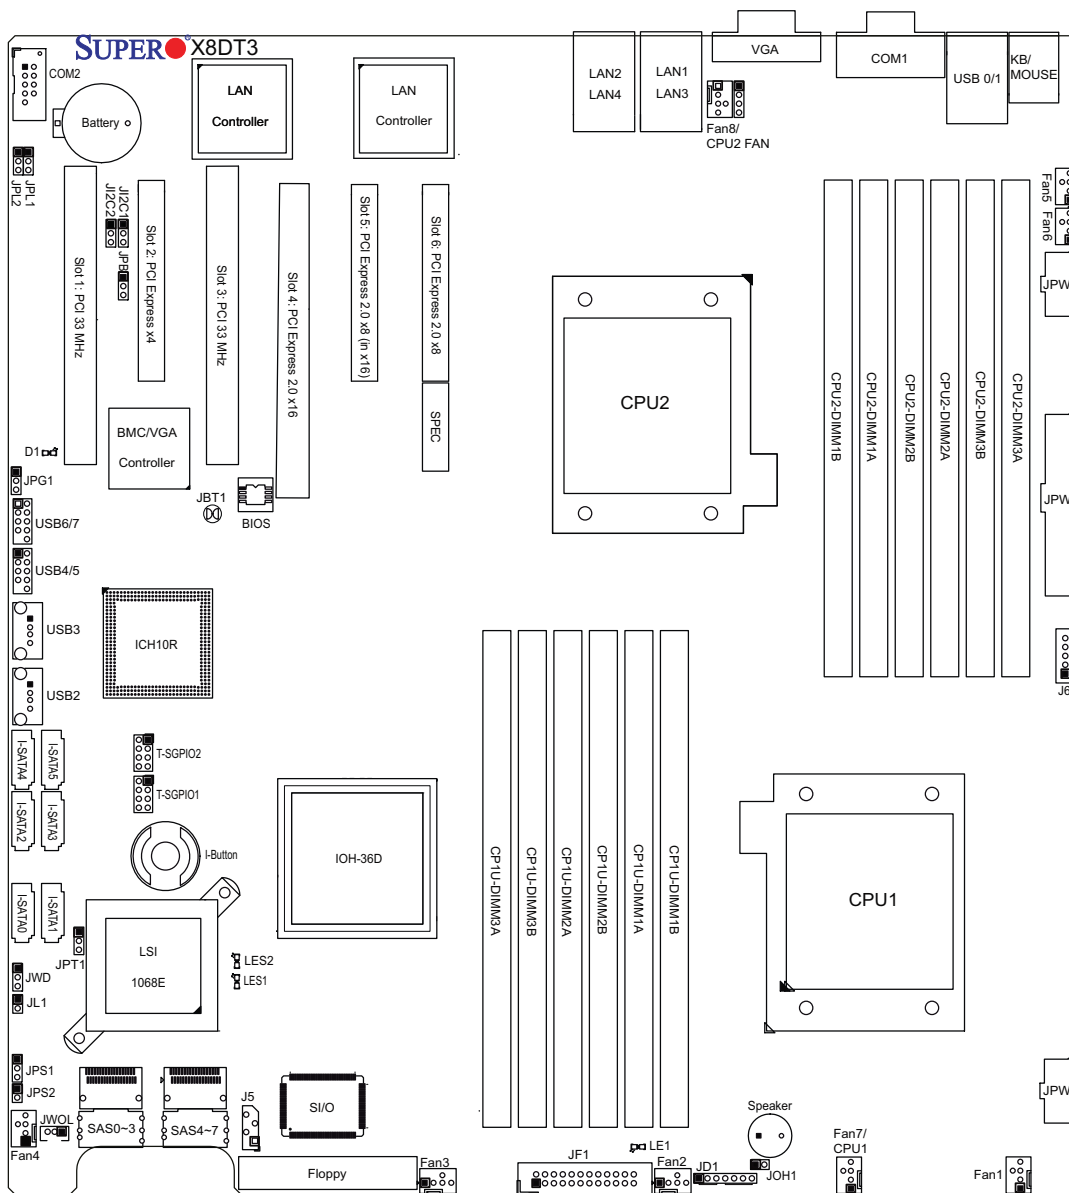 SUPER X8DT3
COM2
Battery
LAN
Controller
LAN
Controller
LAN2
LAN4
LAN1
LAN3
VGA
Fan8/
CPU2 FAN
COM1
USB 0/1
KB/
MOUSE
JPL2
JPL1
JI2C2
JI2C1
JPB
Slot 1: PCI 33 MHz
Slot 2: PCI Express x4
Slot 3: PCI 33 MHz
Slot 4: PCI Express 2.0 x16
Slot 5: PCI Express 2.0 x8 (in x16)
Slot 6: PCI Express 2.0 x8
SPEC
Fan5
Fan6
JPW
CPU2
CPU2-DIMM1B
CPU2-DIMM1A
CPU2-DIMM2B
CPU2-DIMM2A
CPU2-DIMM3B
CPU2-DIMM3A
JPW
J6
D1
BMC/VGA
Controller
JPG1
JBT1
BIOS
USB6/7
USB4/5
USB3
USB2
ICH10R
I-SATA4
I-SATA5
I-SATA2
I-SATA3
I-SATA0
I-SATA1
T-SGPIO2
T-SGPIO1
I-Button
IOH-36D
CP1U-DIMM3A
CP1U-DIMM3B
CP1U-DIMM2A
CP1U-DIMM2B
CP1U-DIMM1A
CP1U-DIMM1B
CPU1
JPT1
LSI
1068E
LES2
LES1
JWD
JL1
JPS1
JPS2
JWOL
Fan4
SAS0~3
SAS4~7
J5
SI/O
Floppy
Fan3
JF1
LE1
Fan2
JD1
Speaker
JOH1
Fan7/
CPU1
JPW
Fan1